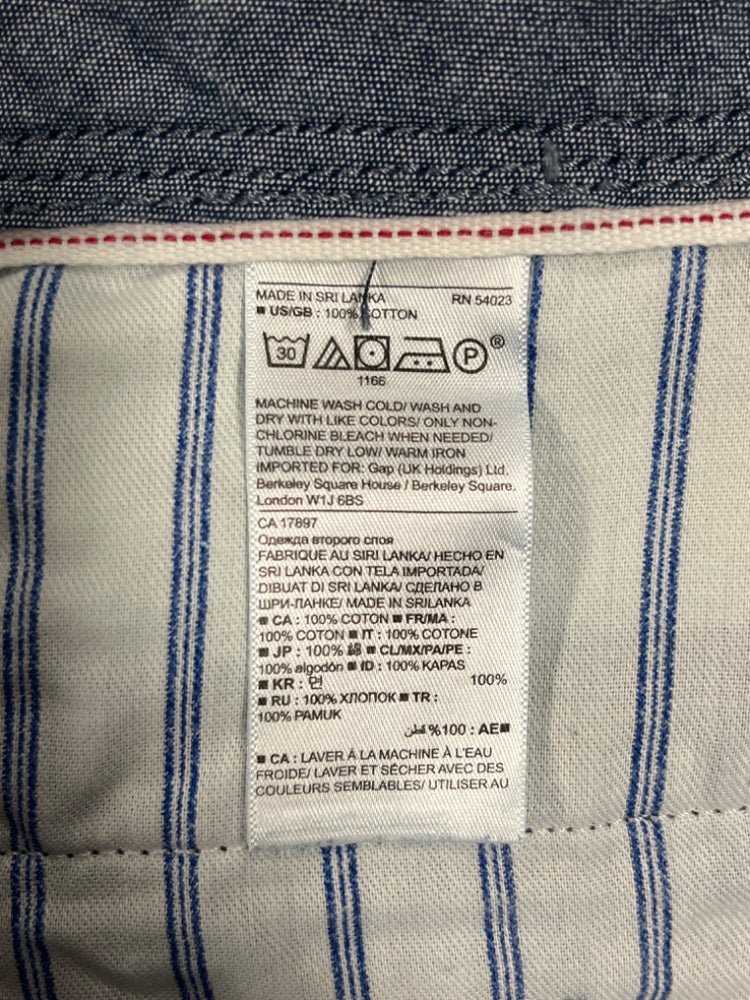 MADE IN SRI LANKA RN 54023
■ US/GB : 100% COTTON
30 P ®
1166
MACHINE WASH COLD/ WASH AND
DRY WITH LIKE COLORS/ ONLY NON-
CHLORINE BLEACH WHEN NEEDED/
TUMBLE DRY LOW/ WARM IRON
IMPORTED FOR: Gap (UK Holdings) Ltd.
Berkeley Square House / Berkeley Square.
London W1J 6BS
CA 17897
Одежда второго слоя
FABRIQUE AU SIRI LANKA/ HECHO EN
SRI LANKA CON TELA IMPORTADA/
DIBUAT DI SRI LANKA/ СДЕЛАНО В
ШРИ-ЛАНКЕ/ MADE IN SRILANKA
■ CA : 100% COTON ■ FR/MA :
100% COTON ■ IT : 100% COTONE
■ JP : 100% 綿 ■ CL/MX/PA/PE :
100% algodón ■ ID : 100% KAPAS
■ KR : 면 100%
■ RU : 100% ХЛОПОК ■ TR :
100% PAMUK
■AE : 100% قطن
■ CA : LAVER À LA MACHINE À L'EAU
FROIDE/ LAVER ET SÉCHER AVEC DES
COULEURS SEMBLABLES/ UTILISER AU